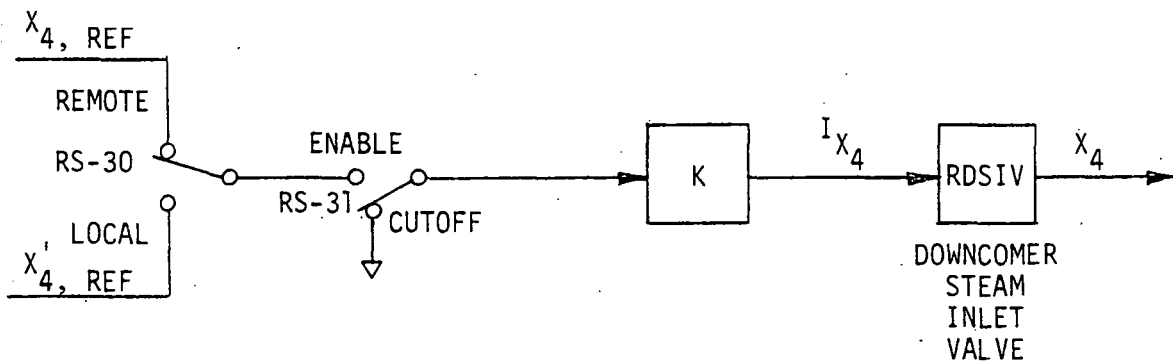 X4, REF
REMOTE
RS-30
LOCAL
X'4, REF
ENABLE
RS-31
CUTOFF
K
IX4
RDSIV
X4
DOWNCOMER
STEAM
INLET
VALVE